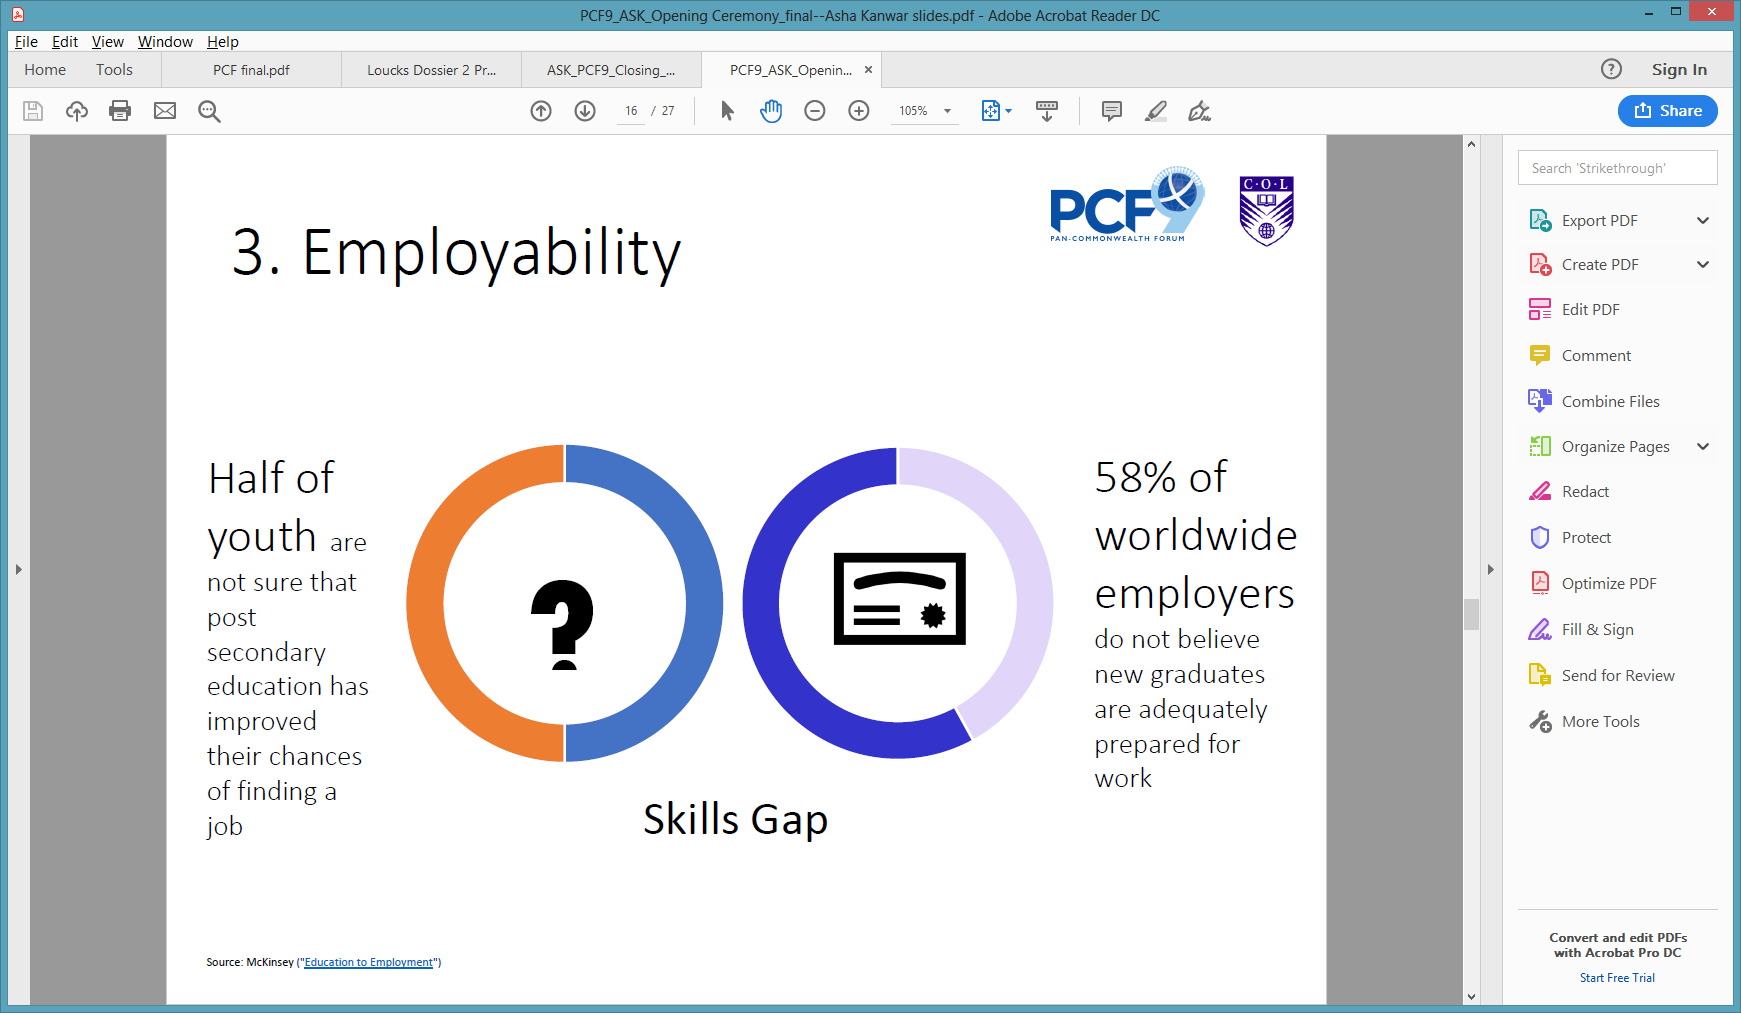 PCF9_ASK_Opening Ceremony_final--Asha Kanwar slides.pdf - Adobe Acrobat Reader DC
File Edit View Window Help
Home Tools PCF final.pdf Loucks Dossier 2 Pr... ASK_PCF9_Closing_... PCF9_ASK_Openin... × ? Sign In
16 / 27 105% Share
Search 'Strikethrough'
Export PDF
Create PDF
Edit PDF
Comment
Combine Files
Organize Pages
Redact
Protect
Optimize PDF
Fill & Sign
Send for Review
More Tools
Convert and edit PDFs
with Acrobat Pro DC
Start Free Trial
PCF9
PAN-COMMONWEALTH FORUM
C·O·L
3. Employability
Half of
youth are
not sure that
post
secondary
education has
improved
their chances
of finding a
job
?
58% of
worldwide
employers
do not believe
new graduates
are adequately
prepared for
work
Skills Gap
Source: McKinsey ("Education to Employment")